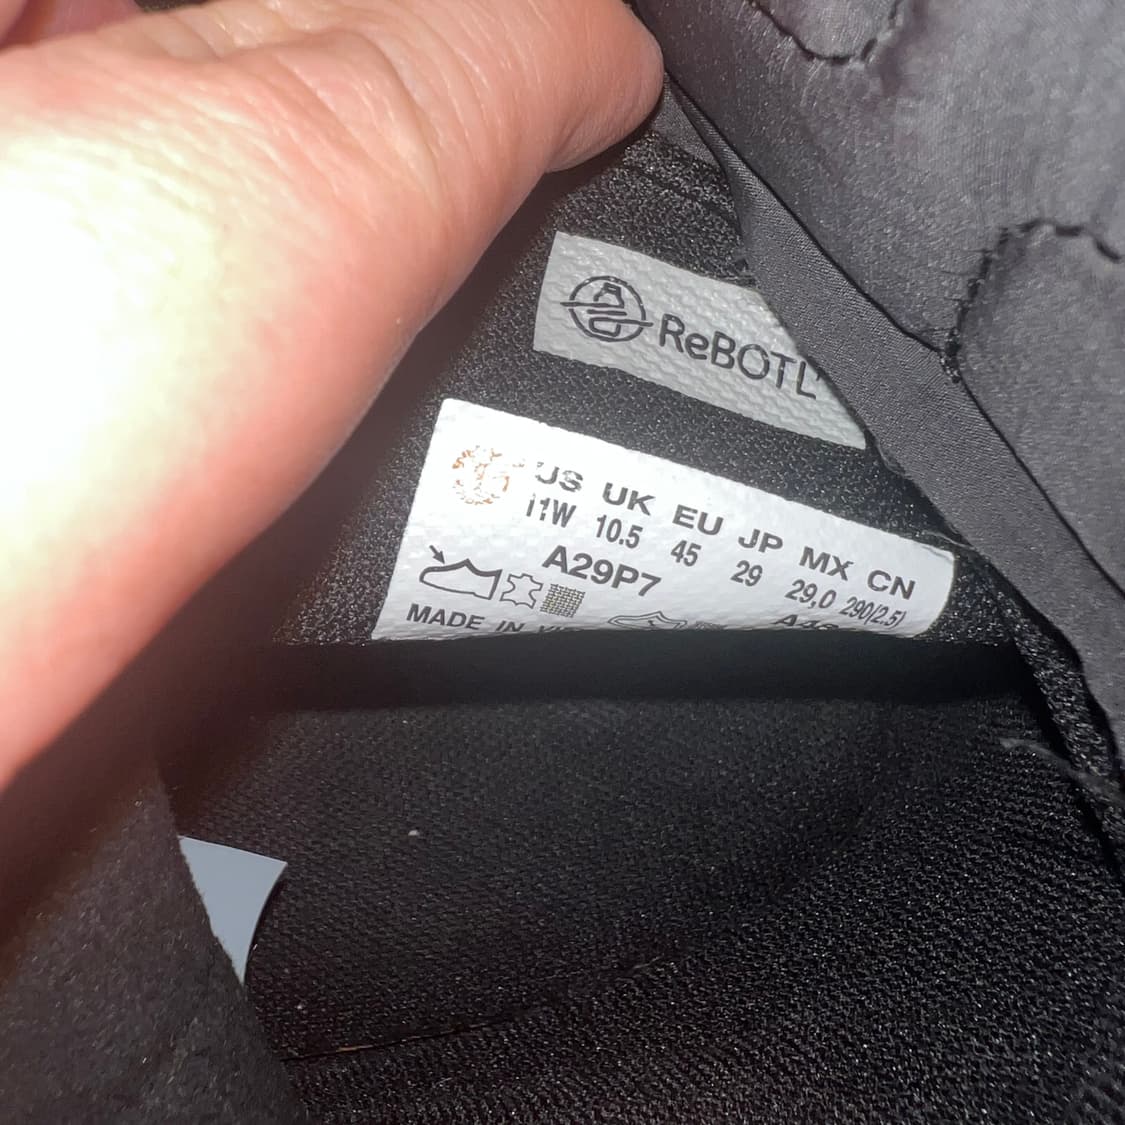 ReBOTL
US UK EU JP MX CN
11W 10.5 45 29 29,0 290(2.5)
A29P7
MADE IN